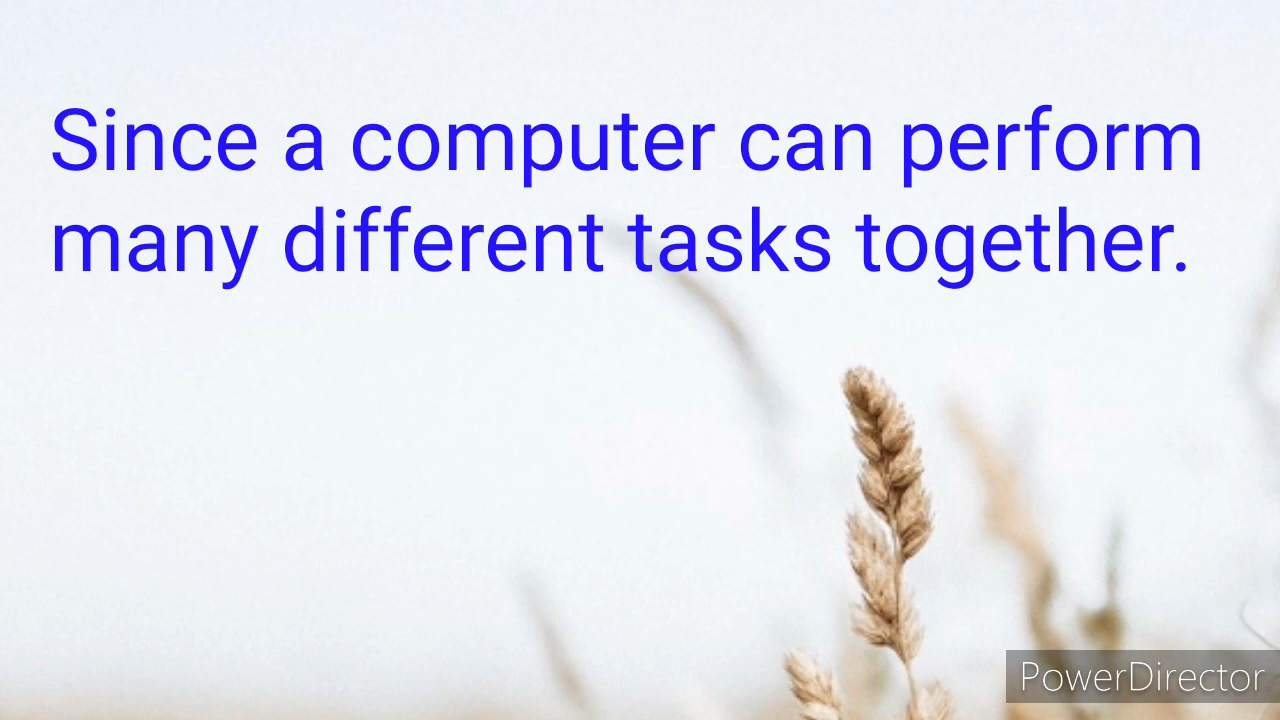 Since a computer can perform
many different tasks together.
PowerDirector